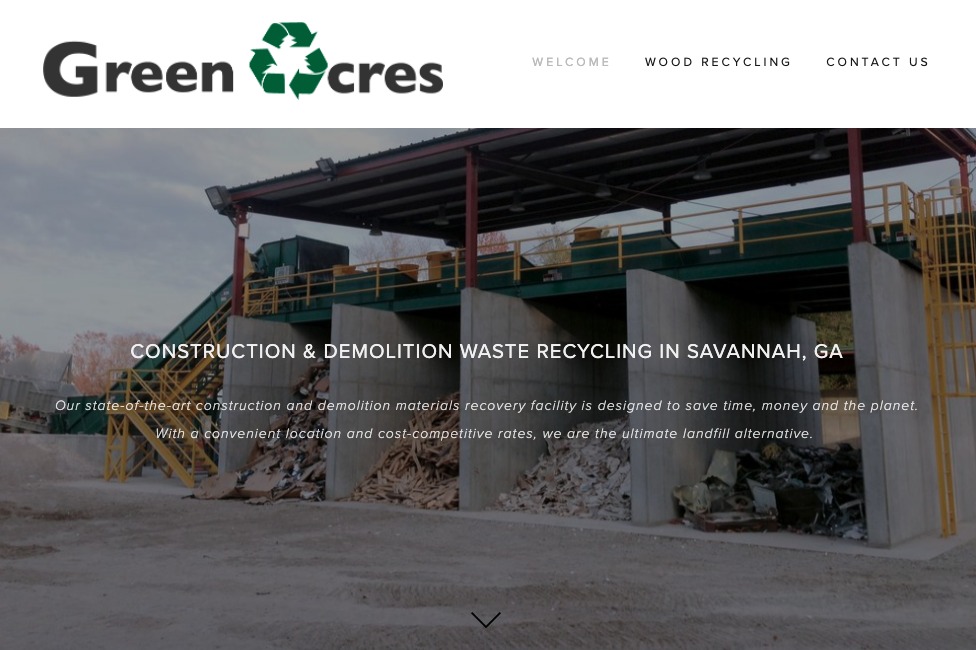 Green Acres
WELCOME
WOOD RECYCLING
CONTACT US
CONSTRUCTION & DEMOLITION WASTE RECYCLING IN SAVANNAH, GA
Our state-of-the-art construction and demolition materials recovery facility is designed to save time, money and the planet.
With a convenient location and cost-competitive rates, we are the ultimate landfill alternative.